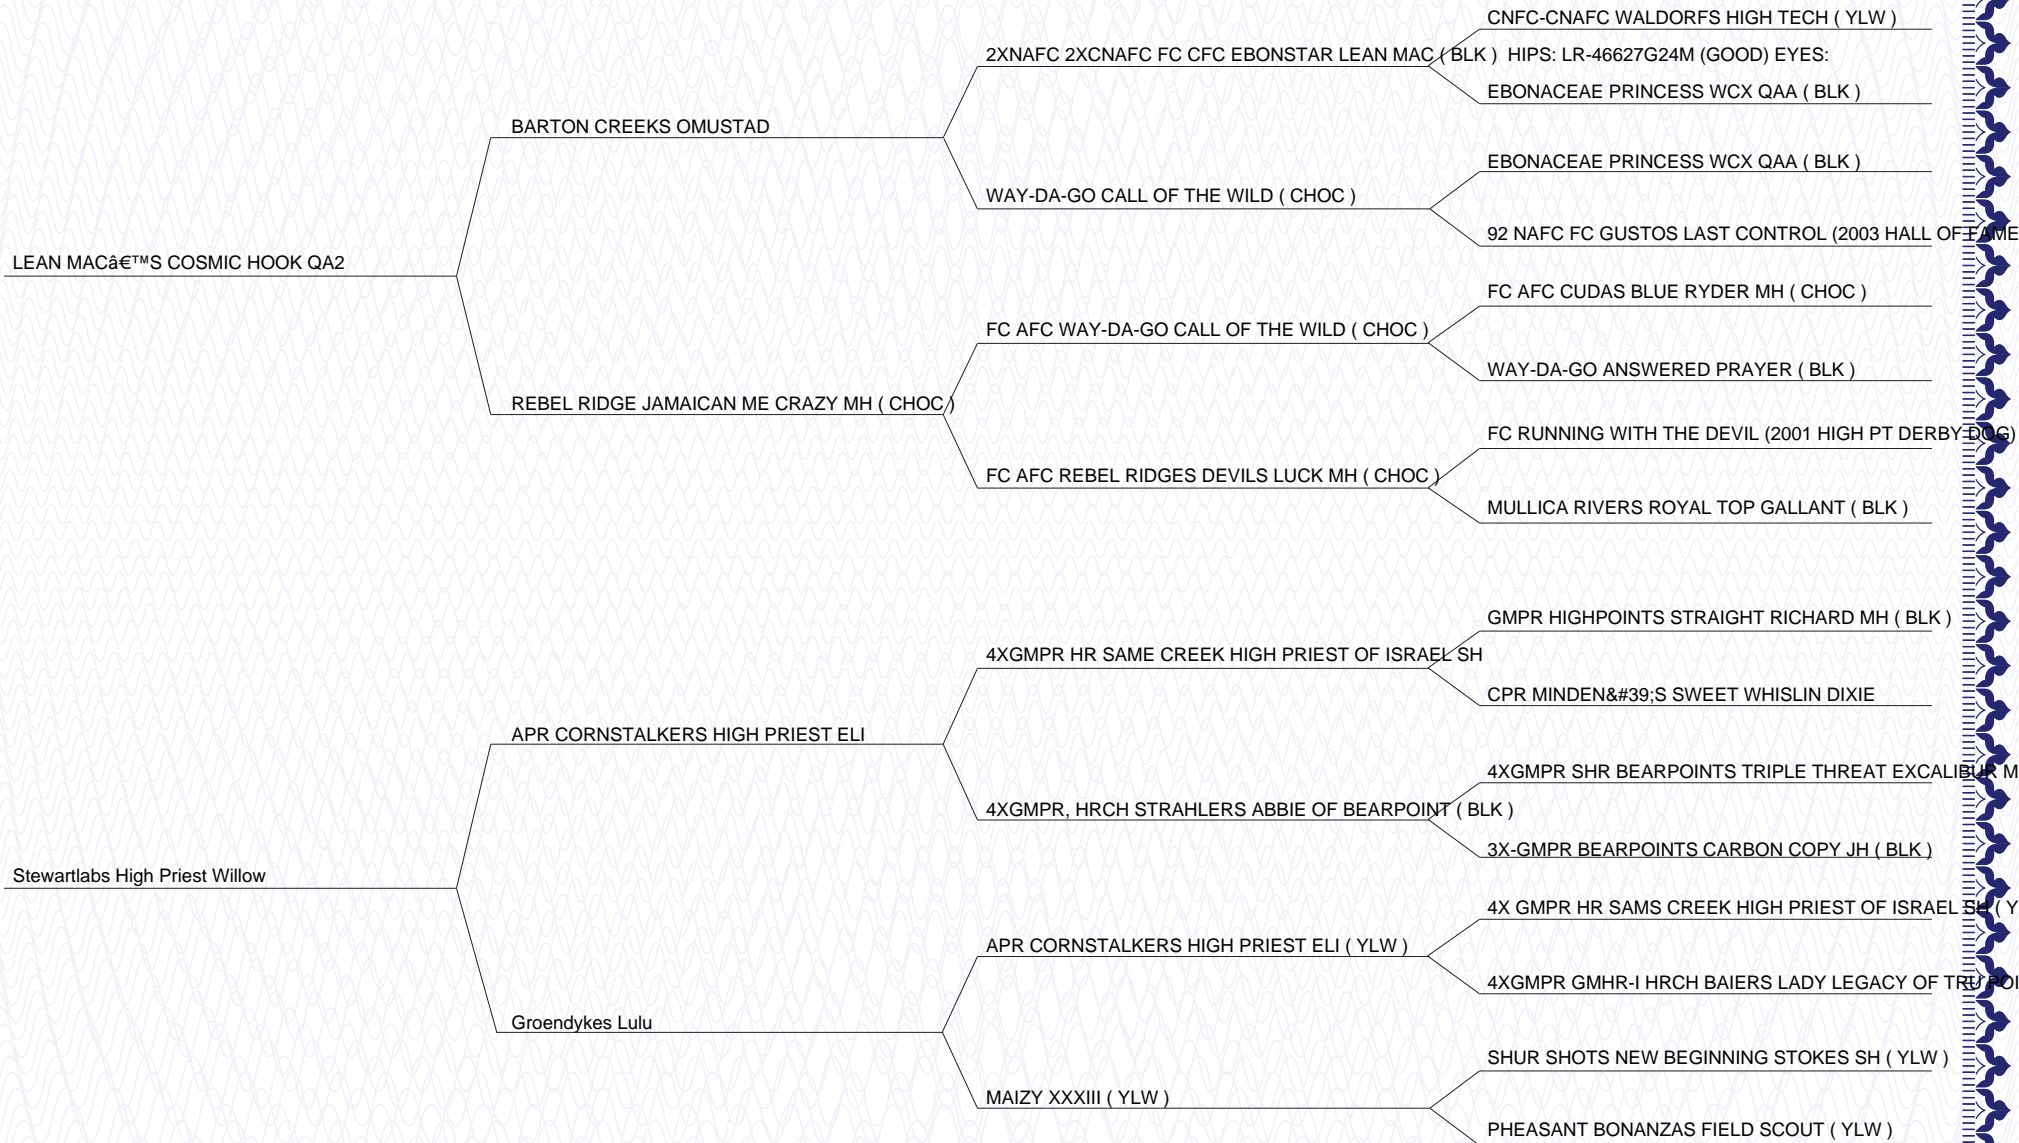 CNFC-CNAFC WALDORFS HIGH TECH ( YLW )
2XNAFC 2XCNAFC FC CFC EBONSTAR LEAN MAC ( BLK ) HIPS: LR-46627G24M (GOOD) EYES:
EBONACEAE PRINCESS WCX QAA ( BLK )
BARTON CREEKS OMUSTAD
EBONACEAE PRINCESS WCX QAA ( BLK )
WAY-DA-GO CALL OF THE WILD ( CHOC )
92 NAFC FC GUSTOS LAST CONTROL (2003 HALL OF FAME
LEAN MACâ€™S COSMIC HOOK QA2
FC AFC CUDAS BLUE RYDER MH ( CHOC )
FC AFC WAY-DA-GO CALL OF THE WILD ( CHOC )
WAY-DA-GO ANSWERED PRAYER ( BLK )
REBEL RIDGE JAMAICAN ME CRAZY MH ( CHOC )
FC RUNNING WITH THE DEVIL (2001 HIGH PT DERBY DOG)
FC AFC REBEL RIDGES DEVILS LUCK MH ( CHOC )
MULLICA RIVERS ROYAL TOP GALLANT ( BLK )
GMPR HIGHPOINTS STRAIGHT RICHARD MH ( BLK )
4XGMPR HR SAME CREEK HIGH PRIEST OF ISRAEL SH
CPR MINDEN&#39;S SWEET WHISLIN DIXIE
APR CORNSTALKERS HIGH PRIEST ELI
4XGMPR SHR BEARPOINTS TRIPLE THREAT EXCALIBUR M
4XGMPR, HRCH STRAHLERS ABBIE OF BEARPOINT ( BLK )
3X-GMPR BEARPOINTS CARBON COPY JH ( BLK )
Stewartlabs High Priest Willow
4X GMPR HR SAMS CREEK HIGH PRIEST OF ISRAEL SH ( Y
APR CORNSTALKERS HIGH PRIEST ELI ( YLW )
4XGMPR GMHR-I HRCH BAIERS LADY LEGACY OF TRU POI
Groendykes Lulu
SHUR SHOTS NEW BEGINNING STOKES SH ( YLW )
MAIZY XXXIII ( YLW )
PHEASANT BONANZAS FIELD SCOUT ( YLW )